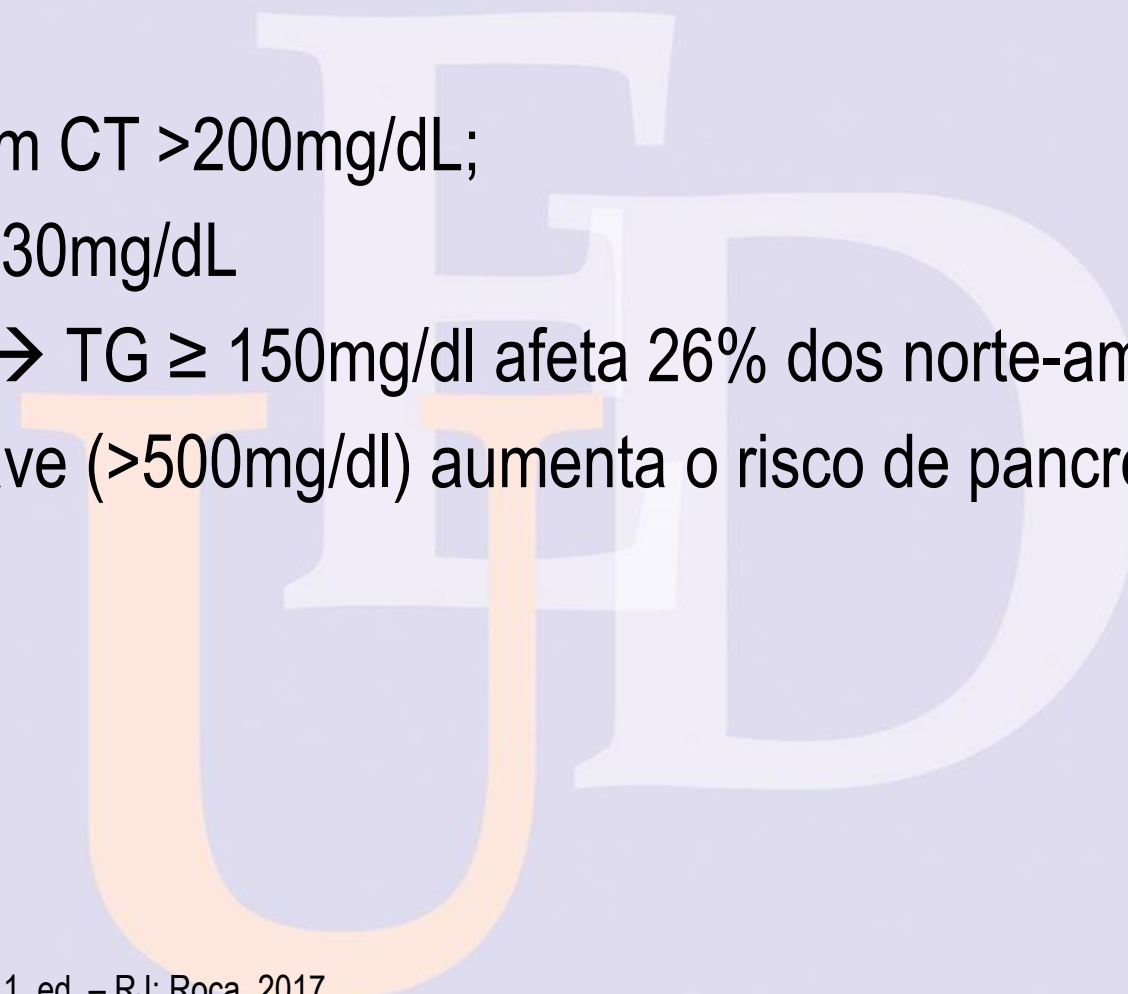 m CT >200mg/dL;
30mg/dL
→ TG ≥ 150mg/dl afeta 26% dos norte-am
ve (>500mg/dl) aumenta o risco de pancr
1. ed. – RJ: Roca, 2017
U
E
D